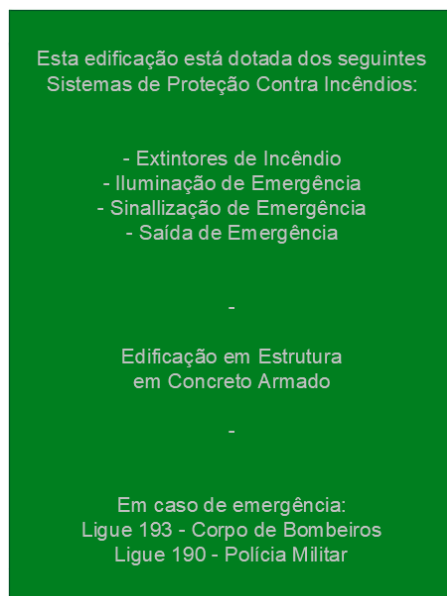 Esta edificação está dotada dos seguintes
Sistemas de Proteção Contra Incêndios:
- Extintores de Incêndio
- Iluminação de Emergência
- Sinallização de Emergência
- Saída de Emergência
-
Edificação em Estrutura
em Concreto Armado
-
Em caso de emergência:
Ligue 193 - Corpo de Bombeiros
Ligue 190 - Polícia Militar